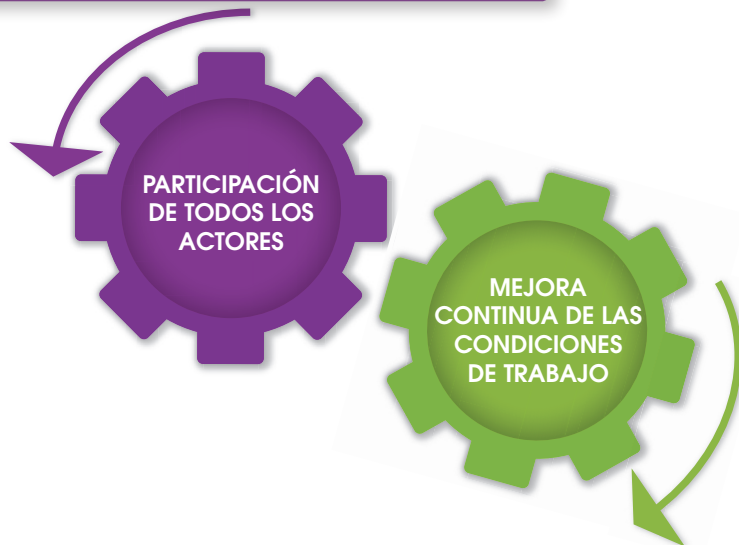 PARTICIPACIÓN
DE TODOS LOS
ACTORES
MEJORA
CONTINUA DE LAS
CONDICIONES
DE TRABAJO